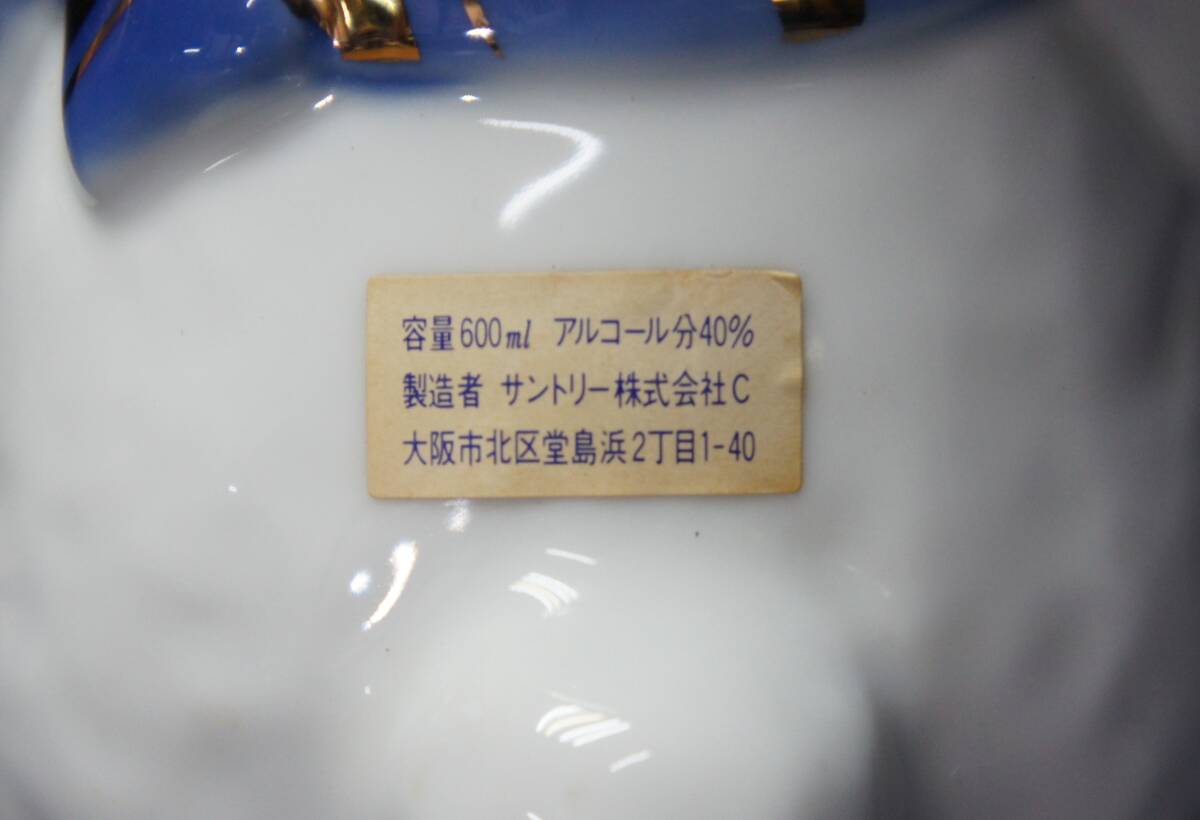 容量600ml アルコール分40%
製造者 サントリー株式会社C
大阪市北区堂島浜2丁目1-40